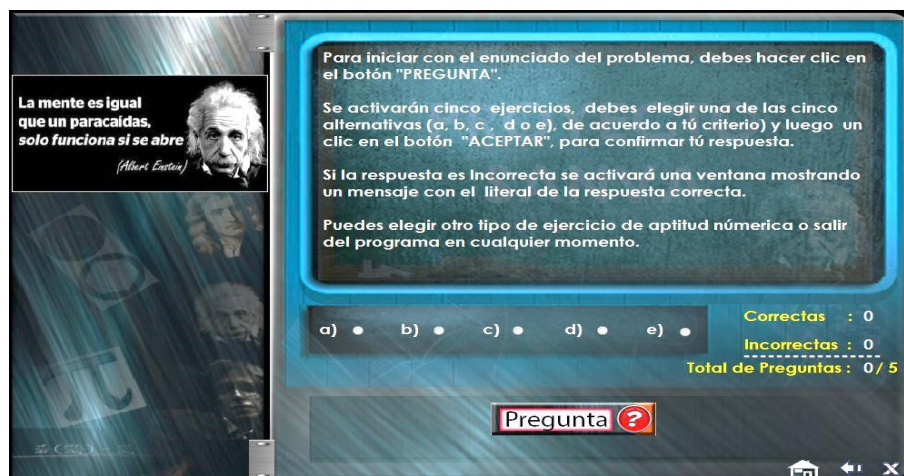 La mente es igual
que un paracaídas,
solo funciona si se abre
(Albert Einstein)
Para iniciar con el enunciado del problema, debes hacer clic en
el botón "PREGUNTA".
Se activarán cinco ejercicios, debes elegir una de las cinco
alternativas (a, b, c , d o e), de acuerdo a tú criterio) y luego un
clic en el botón "ACEPTAR", para confirmar tú respuesta.
Si la respuesta es Incorrecta se activará una ventana mostrando
un mensaje con el literal de la respuesta correcta.
Puedes elegir otro tipo de ejercicio de aptitud númerica o salir
del programa en cualquier momento.
a) b) c) d) e)
Correctas : 0
Incorrectas : 0
Total de Preguntas : 0/ 5
Pregunta ?